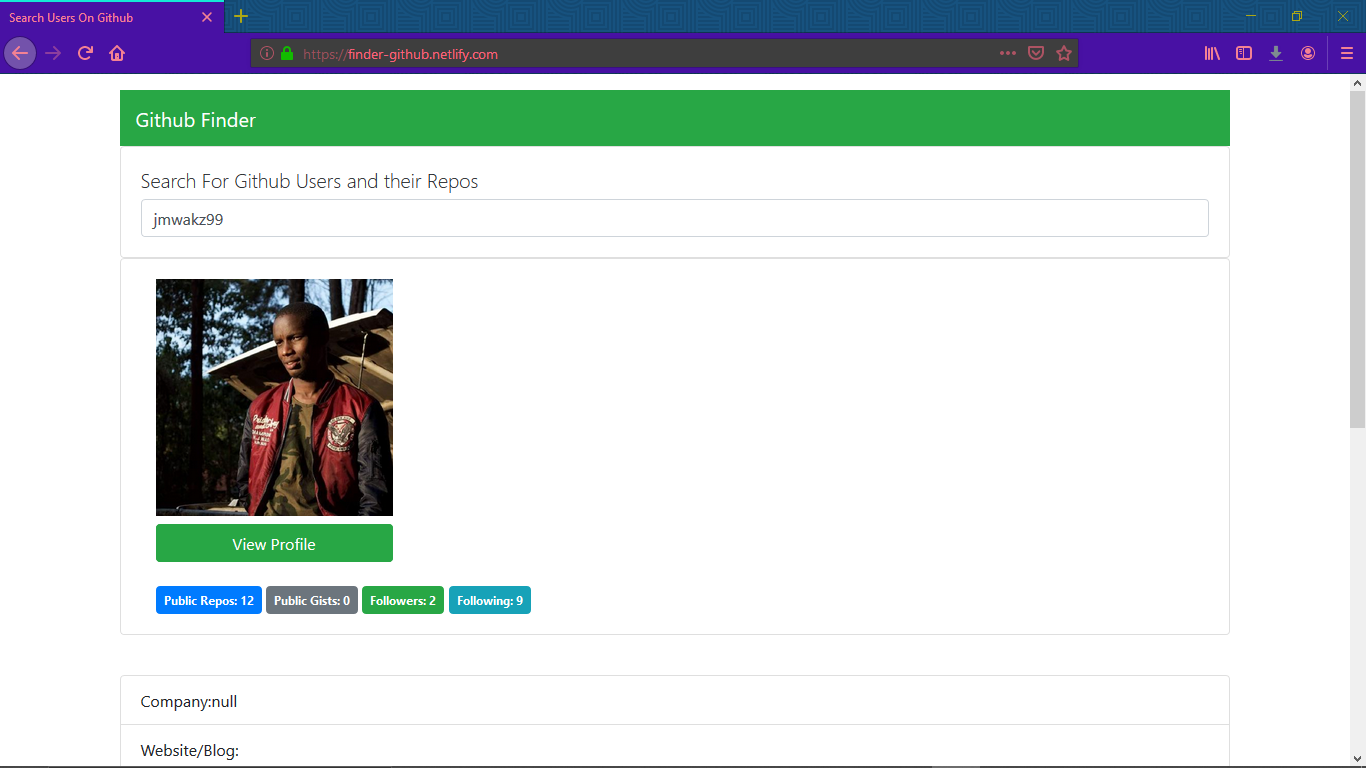 Search Users On Github
https://finder-github.netlify.com
Github Finder
Search For Github Users and their Repos
jmwakz99
View Profile
Public Repos: 12 Public Gists: 0 Followers: 2 Following: 9
Company:null
Website/Blog: